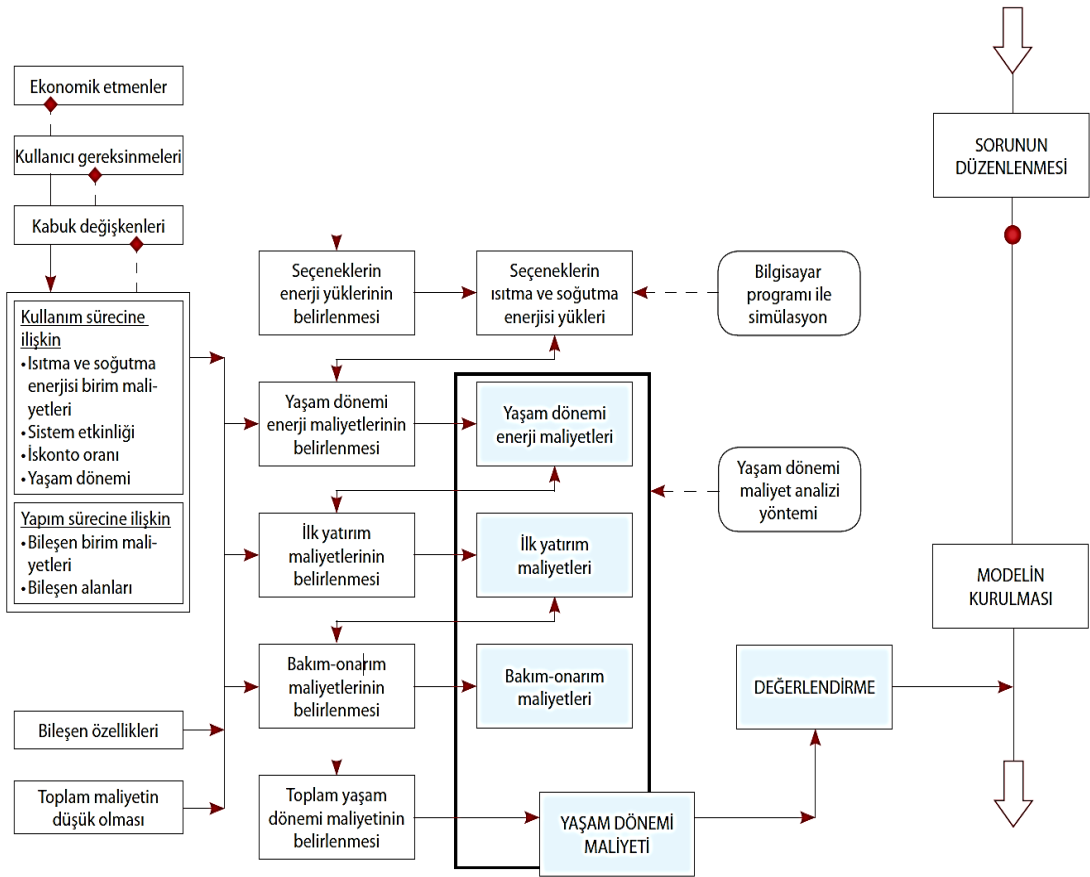 Ekonomik etmenler
Kullanıcı gereksinmeleri
Kabuk değişkenleri
Kullanım sürecine
ilişkin
• Isıtma ve soğutma
enerjisi birim mali-
yetleri
• Sistem etkinliği
• İskonto oranı
• Yaşam dönemi
Yapım sürecine ilişkin
• Bileşen birim mali-
yetleri
• Bileşen alanları
Bileşen özellikleri
Toplam maliyetin
düşük olması
Seçeneklerin
enerji yüklerinin
belirlenmesi
Yaşam dönemi
enerji maliyetlerinin
belirlenmesi
İlk yatırım
maliyetlerinin
belirlenmesi
Bakım-onarım
maliyetlerinin
belirlenmesi
Toplam yaşam
dönemi maliyetinin
belirlenmesi
Seçeneklerin
ısıtma ve soğutma
enerjisi yükleri
Yaşam dönemi
enerji maliyetleri
İlk yatırım
maliyetleri
Bakım-onarım
maliyetleri
YAŞAM DÖNEMİ
MALİYETİ
Bilgisayar
programı ile
simülasyon
Yaşam dönemi
maliyet analizi
yöntemi
DEĞERLENDİRME
SORUNUN
DÜZENLENMESİ
MODELİN
KURULMASI